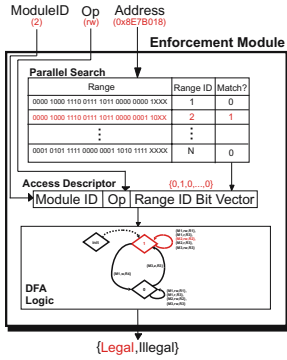 ModuleID Op Address
(2) (rw) (0x8E7B018)
Enforcement Module
Parallel Search
Range Range ID Match?
0000 1000 1110 0111 1011 0000 0000 1XXX 1 0
0000 1000 1110 0111 1011 0000 0001 10XX 2 1
0001 0101 1111 0000 0001 1010 1111 XXXX N 0
Access Descriptor {0,1,0,...,0}
Module ID Op Range ID Bit Vector
Init
1
0
DFA
Logic
{Legal,Illegal}